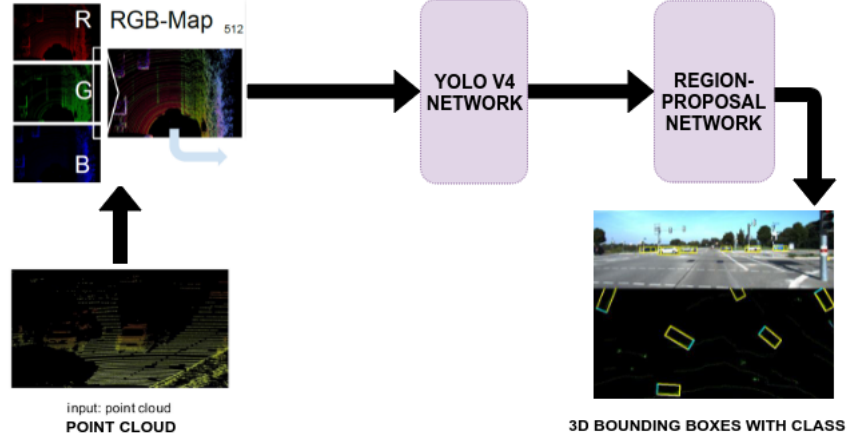 R
RGB-Map
512
G
B
YOLO V4
NETWORK
REGION-
PROPOSAL
NETWORK
input: point cloud
POINT CLOUD
3D BOUNDING BOXES WITH CLASS